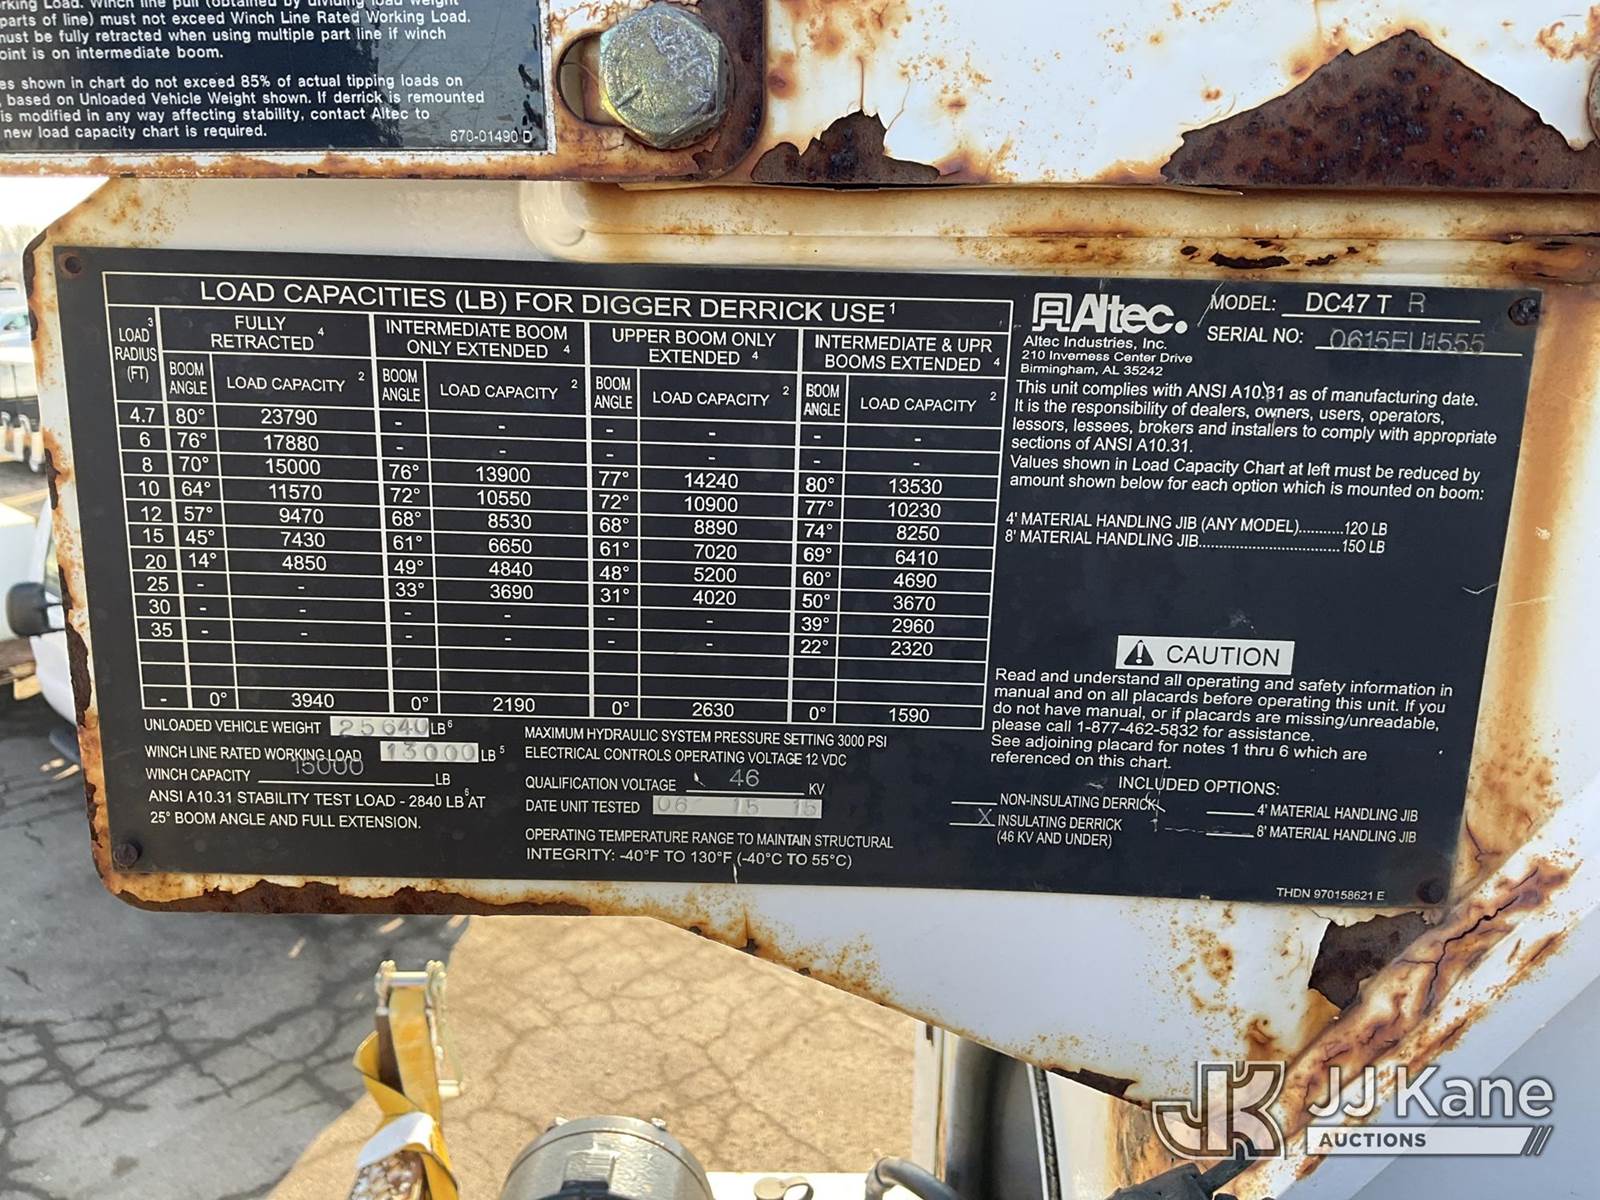 rking Load. Winch line pull (obtained by dividing load weight
parts of line) must not exceed Winch Line Rated Working Load.
must be fully retracted when using multiple part line if winch
oint is on intermediate boom.
es shown in chart do not exceed 85% of actual tipping loads on
, based on Unloaded Vehicle Weight shown. If derrick is remounted
is modified in any way affecting stability, contact Altec to
new load capacity chart is required.
670-01490 D
LOAD CAPACITIES (LB) FOR DIGGER DERRICK USE¹
LOAD³ RADIUS (FT) FULLY RETRACTED ⁴ INTERMEDIATE BOOM ONLY EXTENDED ⁴ UPPER BOOM ONLY EXTENDED ⁴ INTERMEDIATE & UPR BOOMS EXTENDED ⁴
BOOM ANGLE LOAD CAPACITY ² BOOM ANGLE LOAD CAPACITY ² BOOM ANGLE LOAD CAPACITY ² BOOM ANGLE LOAD CAPACITY ²
4.7 80° 23790 - - - - - -
6 76° 17880 - - - - - -
8 70° 15000 76° 13900 77° 14240 80° 13530
10 64° 11570 72° 10550 72° 10900 77° 10230
12 57° 9470 68° 8530 68° 8890 74° 8250
15 45° 7430 61° 6650 61° 7020 69° 6410
20 14° 4850 49° 4840 48° 5200 60° 4690
25 - - 33° 3690 31° 4020 50° 3670
30 - - - - - - 39° 2960
35 - - - - - - 22° 2320
- 0° 3940 0° 2190 0° 2630 0° 1590
UNLOADED VEHICLE WEIGHT 25640 LB⁶
WINCH LINE RATED WORKING LOAD 13000 LB⁵
WINCH CAPACITY 15000 LB
ANSI A10.31 STABILITY TEST LOAD - 2840 LB⁶ AT
25° BOOM ANGLE AND FULL EXTENSION.
MAXIMUM HYDRAULIC SYSTEM PRESSURE SETTING 3000 PSI
ELECTRICAL CONTROLS OPERATING VOLTAGE 12 VDC
QUALIFICATION VOLTAGE 46 KV
DATE UNIT TESTED 06 15 15
OPERATING TEMPERATURE RANGE TO MAINTAIN STRUCTURAL
INTEGRITY: -40°F TO 130°F (-40°C TO 55°C)
Altec.
Altec Industries, Inc.
210 Inverness Center Drive
Birmingham, AL 35242
MODEL: DC47 T R
SERIAL NO: 0615EU1555
This unit complies with ANSI A10.31 as of manufacturing date.
It is the responsibility of dealers, owners, users, operators,
lessors, lessees, brokers and installers to comply with appropriate
sections of ANSI A10.31.
Values shown in Load Capacity Chart at left must be reduced by
amount shown below for each option which is mounted on boom:
4' MATERIAL HANDLING JIB (ANY MODEL)..........120 LB
8' MATERIAL HANDLING JIB.................................150 LB
CAUTION
Read and understand all operating and safety information in
manual and on all placards before operating this unit. If you
do not have manual, or if placards are missing/unreadable,
please call 1-877-462-5832 for assistance.
See adjoining placard for notes 1 thru 6 which are
referenced on this chart.
INCLUDED OPTIONS:
NON-INSULATING DERRICK
X INSULATING DERRICK
(46 KV AND UNDER)
4' MATERIAL HANDLING JIB
8' MATERIAL HANDLING JIB
THDN 970158621 E
JJ Kane
AUCTIONS